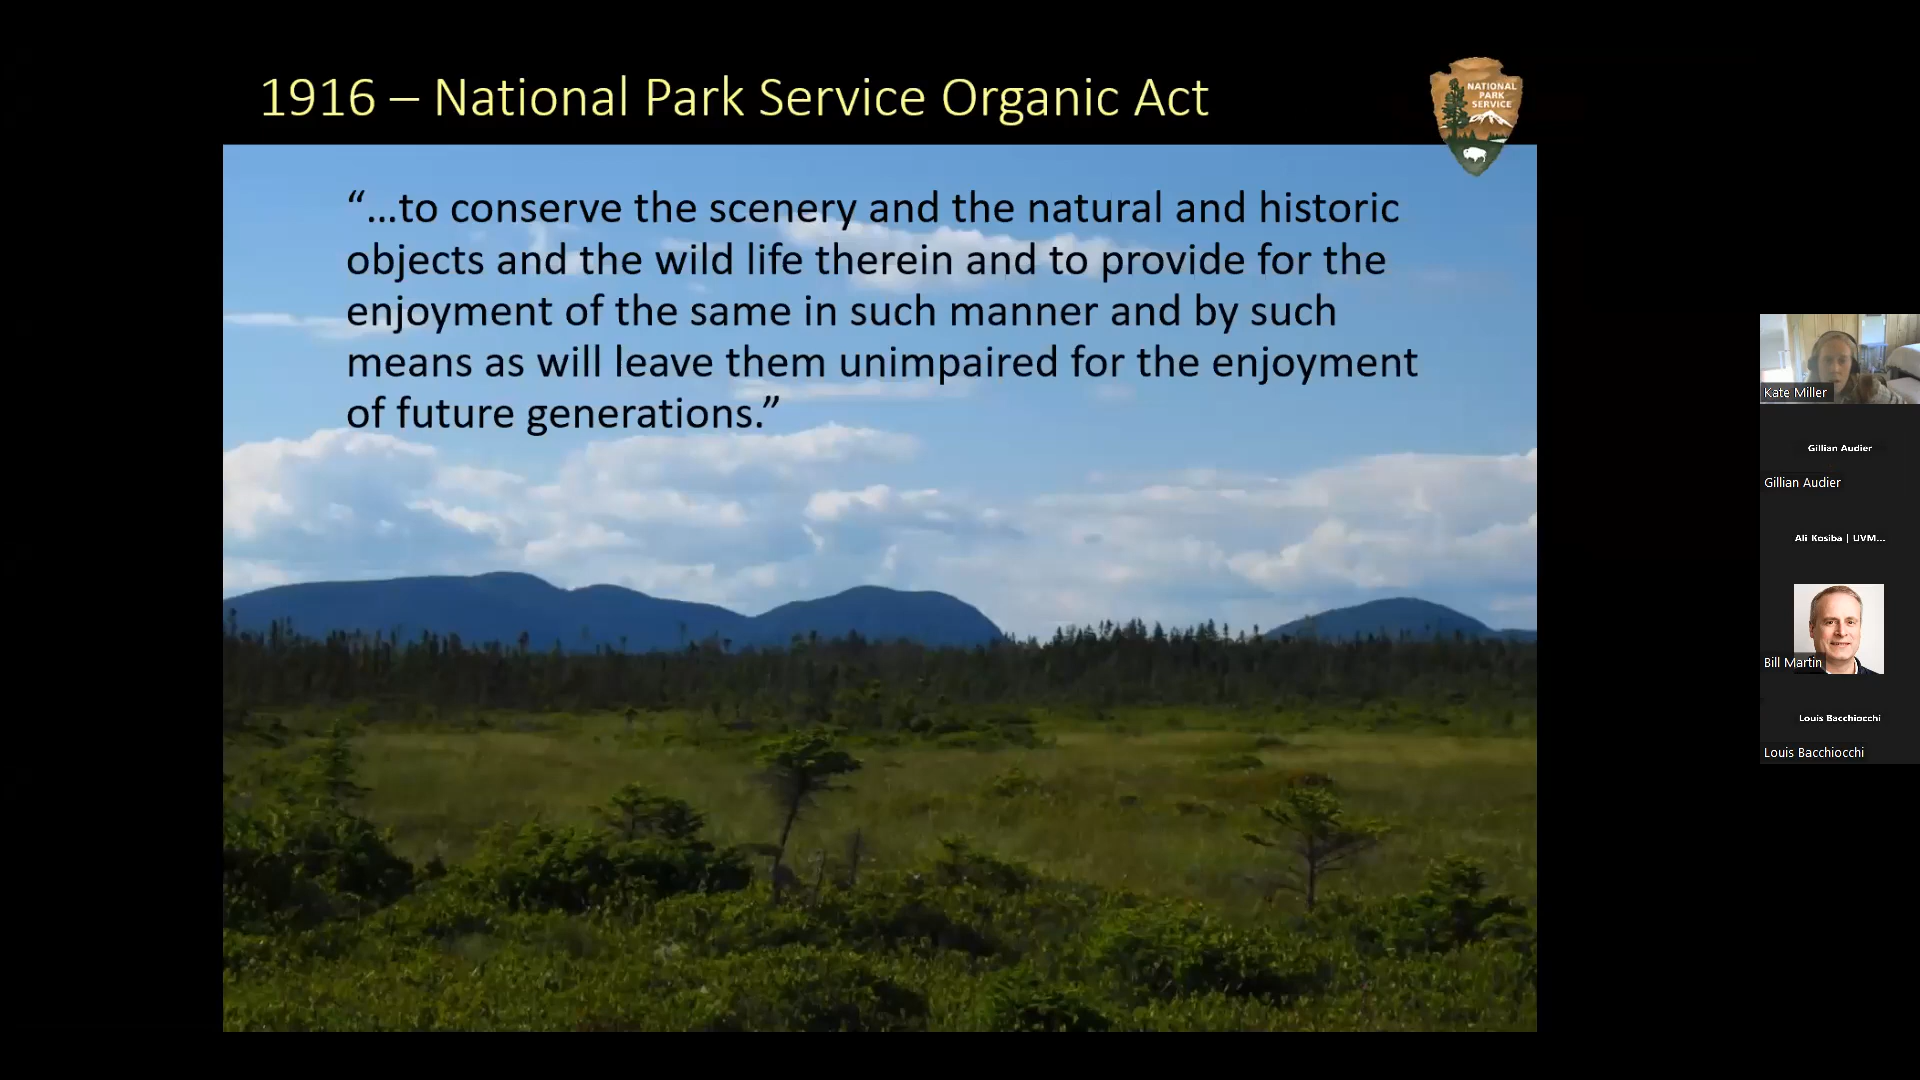 1916 – National Park Service Organic Act
NATIONAL
PARK
SERVICE
“…to conserve the scenery and the natural and historic
objects and the wild life therein and to provide for the
enjoyment of the same in such manner and by such
means as will leave them unimpaired for the enjoyment
of future generations.”
Kate Miller
Gillian Audier
Gillian Audier
Ali Kosiba | UVM...
Bill Martin
Louis Bacchiocchi
Louis Bacchiocchi